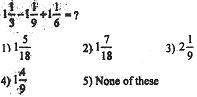 1 1/3 - 1 1/9 + 1 1/6 = ?
1) 1 5/18 2) 1 7/18 3) 2 1/9
4) 1 4/9 5) None of these